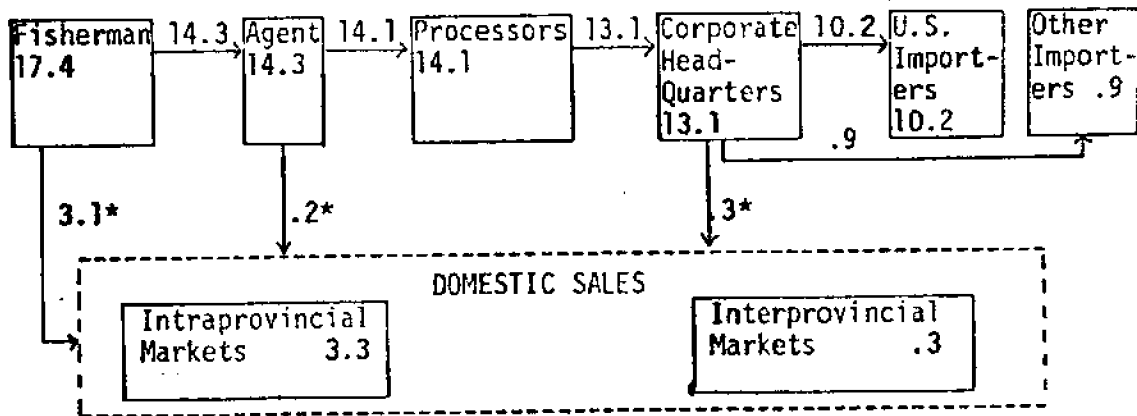 Fisherman
17.4
14.3
Agent
14.3
14.1
Processors
14.1
13.1
Corporate
Head-
Quarters
13.1
10.2
U.S.
Import-
ers
10.2
Other
Import-
ers .9
.9
3.1*
.2*
.3*
DOMESTIC SALES
Intraprovincial
Markets 3.3
Interprovincial
Markets .3